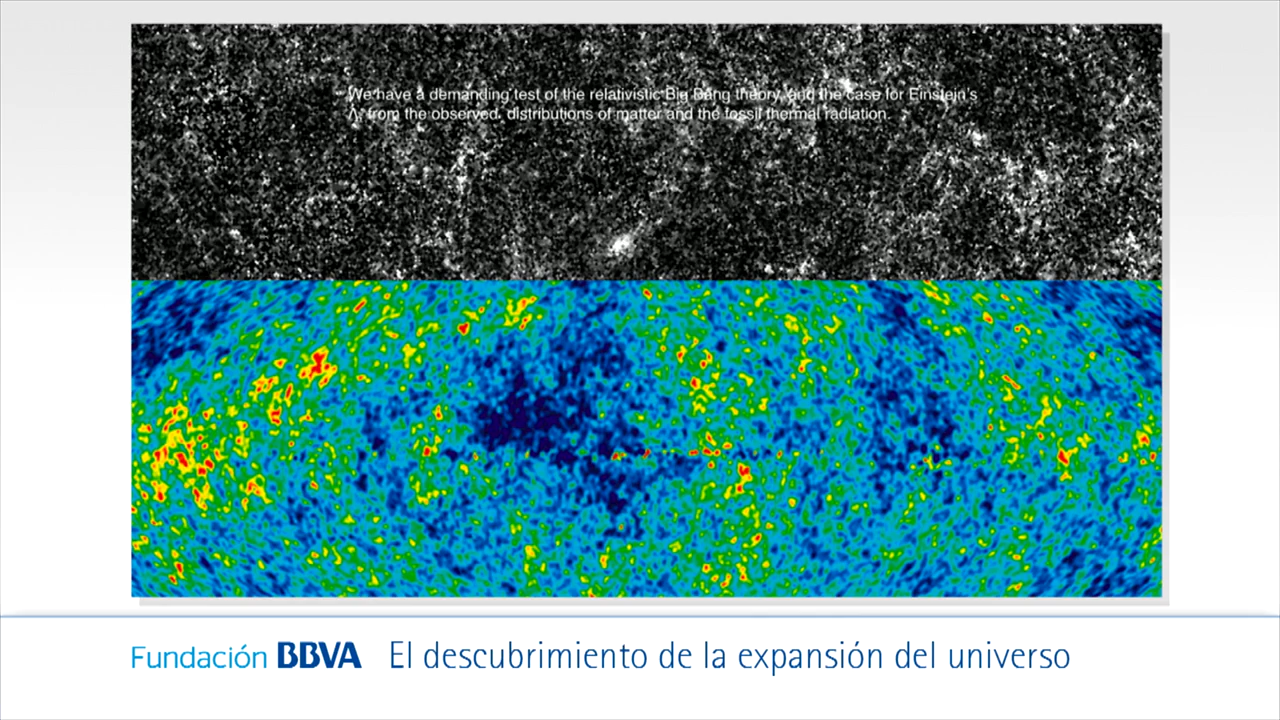 We have a demanding test of the relativistic Big Bang theory, and the case for Einstein's
Λ, from the observed distributions of matter and the fossil thermal radiation.
Fundación BBVA El descubrimiento de la expansión del universo